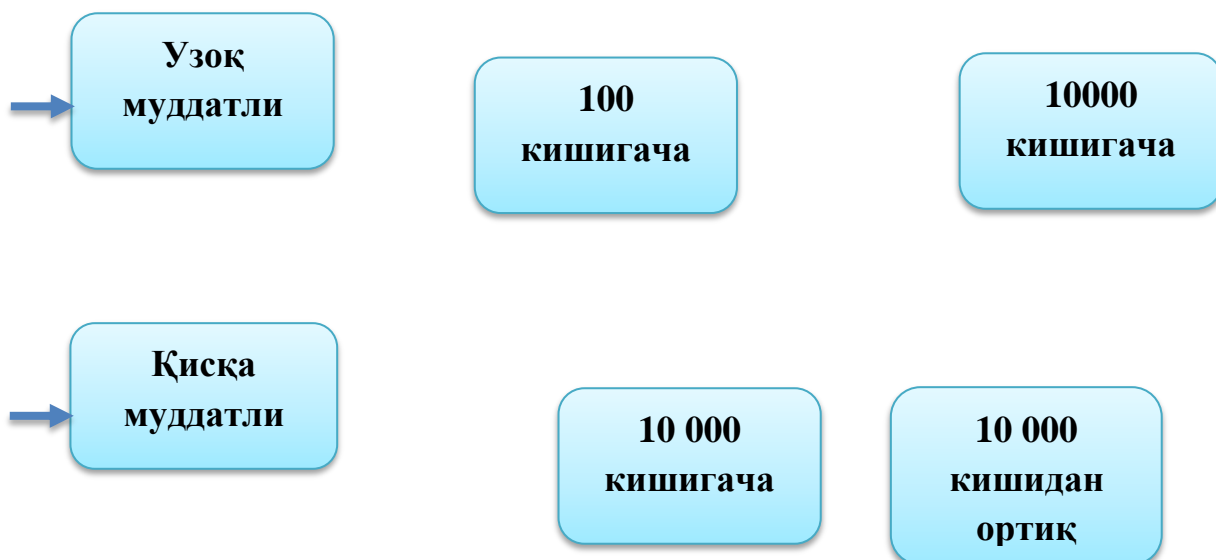 Узоқ
муддатли
100
кишигача
10000
кишигача
Қисқа
муддатли
10 000
кишигача
10 000
кишидан
ортиқ